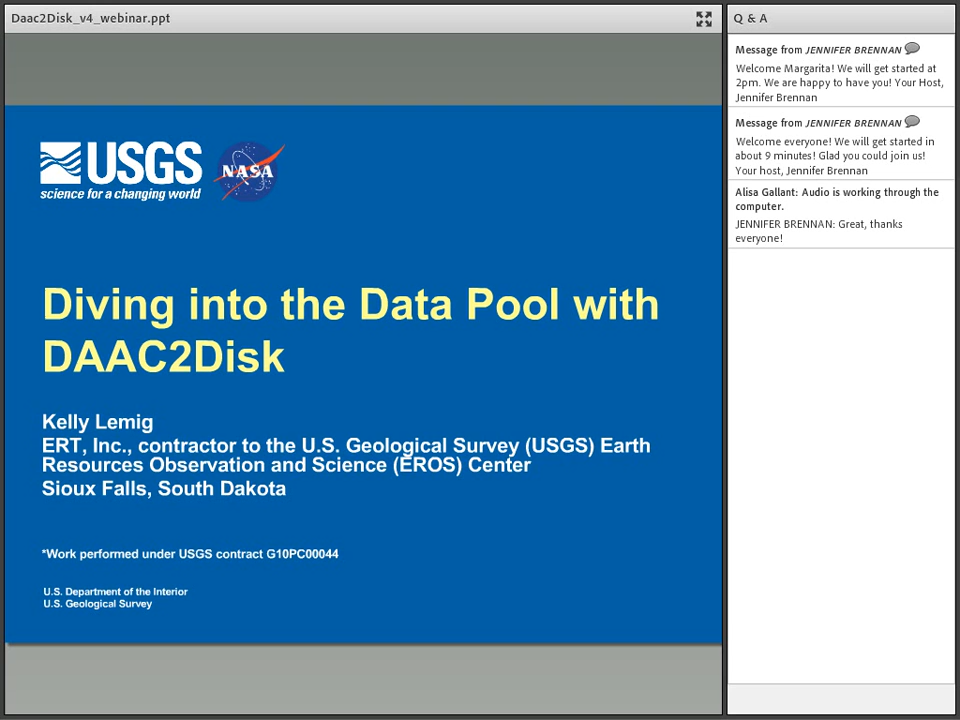 Daac2Disk_v4_webinar.ppt
USGS
science for a changing world
NASA
Diving into the Data Pool with
DAAC2Disk
Kelly Lemig
ERT, Inc., contractor to the U.S. Geological Survey (USGS) Earth
Resources Observation and Science (EROS) Center
Sioux Falls, South Dakota
*Work performed under USGS contract G10PC00044
U.S. Department of the Interior
U.S. Geological Survey
Q & A
Message from JENNIFER BRENNAN
Welcome Margarita! We will get started at
2pm. We are happy to have you! Your Host,
Jennifer Brennan
Message from JENNIFER BRENNAN
Welcome everyone! We will get started in
about 9 minutes! Glad you could join us!
Your host, Jennifer Brennan
Alisa Gallant: Audio is working through the
computer.
JENNIFER BRENNAN: Great, thanks
everyone!